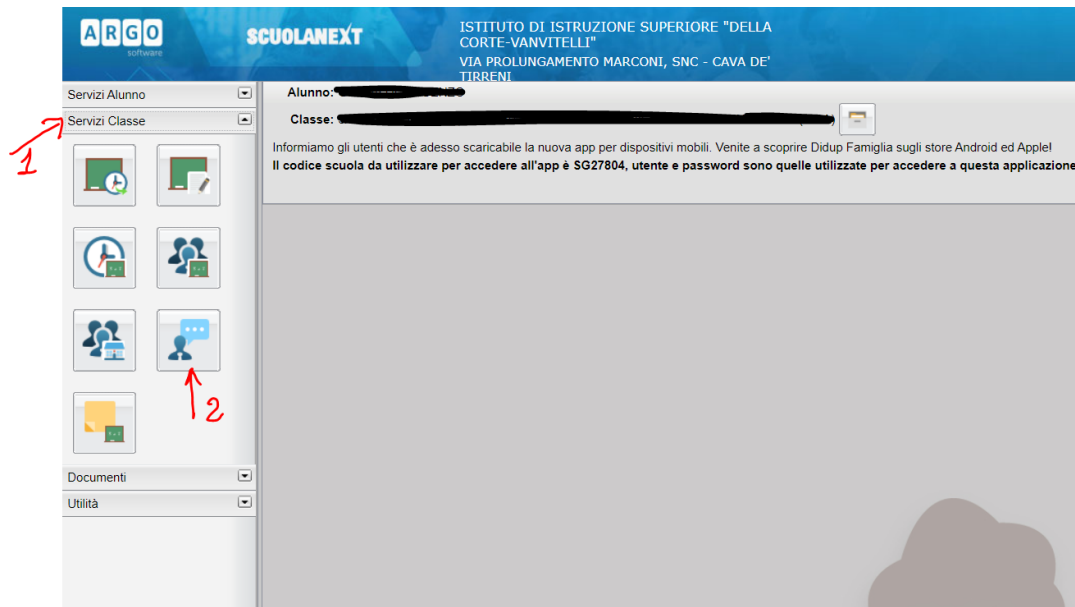 ARGO
software
SCUOLANEXT
ISTITUTO DI ISTRUZIONE SUPERIORE "DELLA
CORTE-VANVITELLI"
VIA PROLUNGAMENTO MARCONI, SNC - CAVA DE'
TIRRENI
Servizi Alunno
Alunno:
Servizi Classe
Classe:
1
Informiamo gli utenti che è adesso scaricabile la nuova app per dispositivi mobili. Venite a scoprire Didup Famiglia sugli store Android ed Apple!
Il codice scuola da utilizzare per accedere all'app è SG27804, utente e password sono quelle utilizzate per accedere a questa applicazione
2
Documenti
Utilità